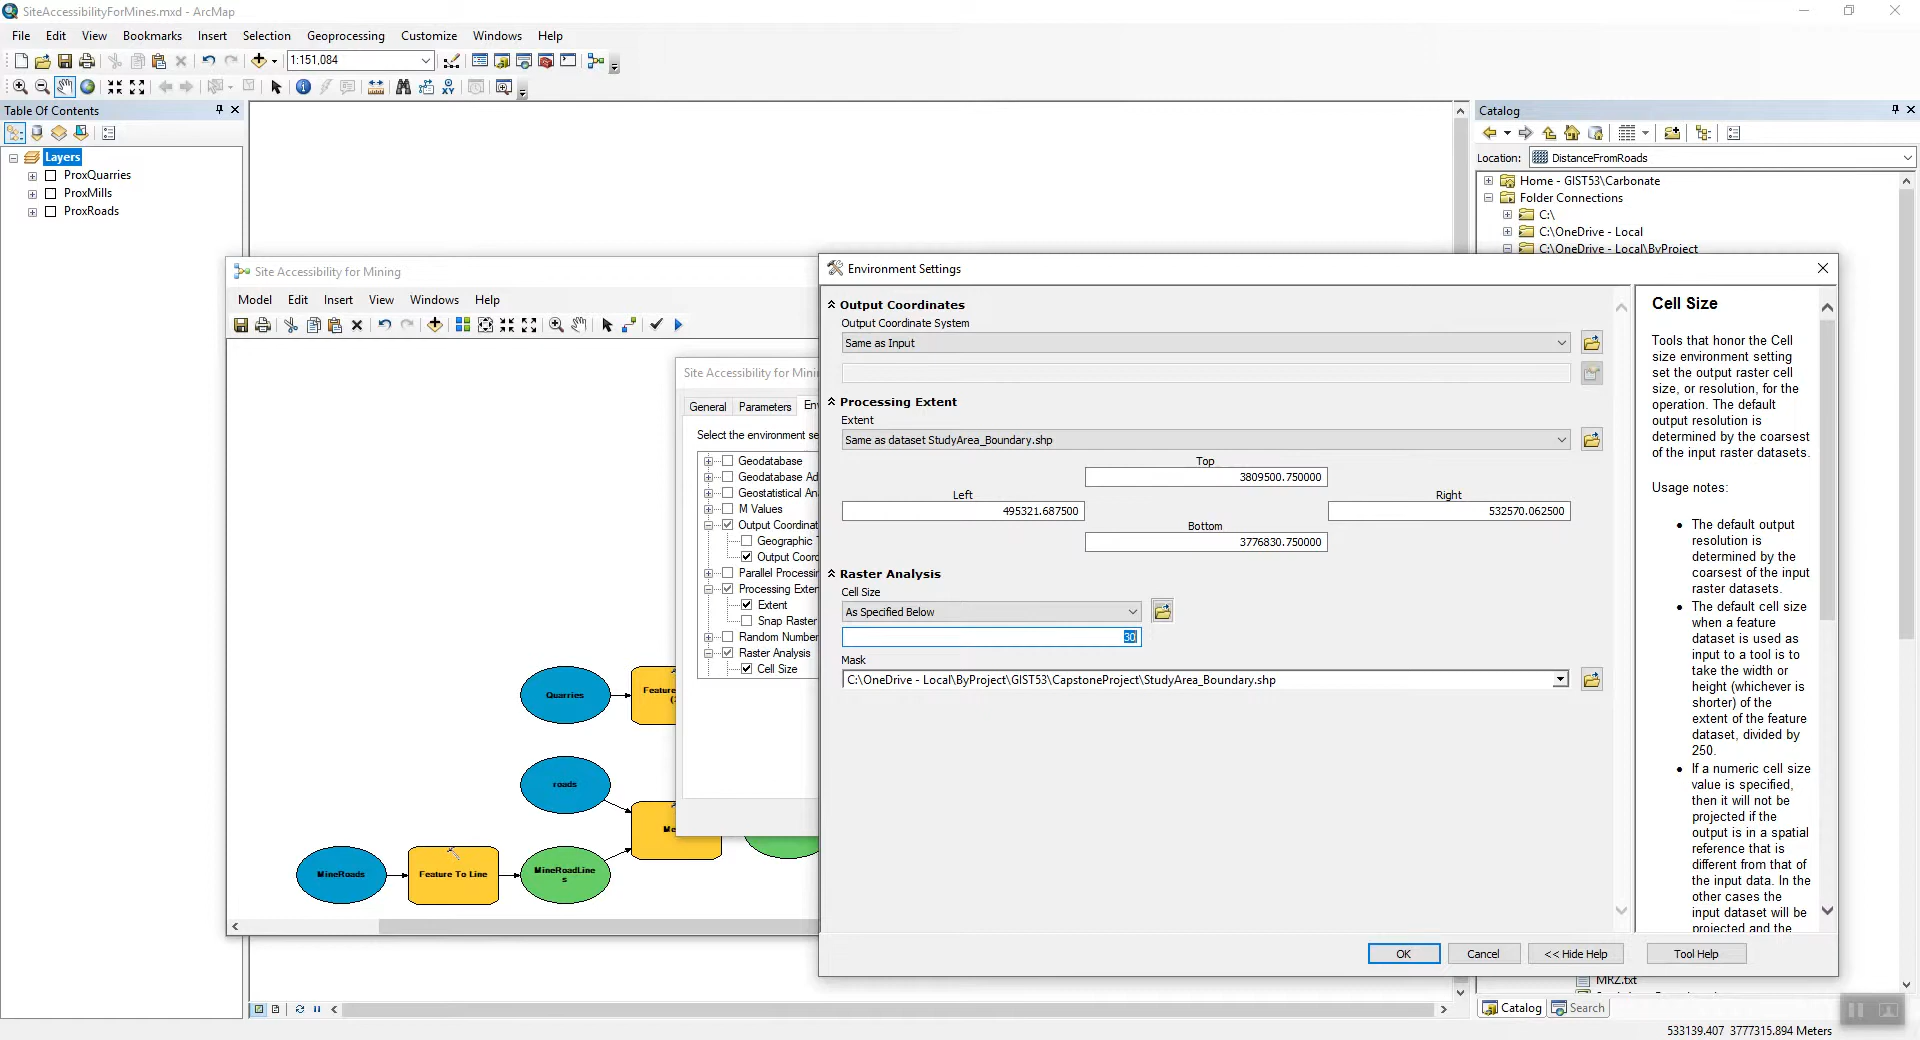 SiteAccessibilityForMines.mxd - ArcMap
File Edit View Bookmarks Insert Selection Geoprocessing Customize Windows Help
1:151,084
Table Of Contents
Layers
ProxQuarries
ProxMills
ProxRoads
Catalog
Location: DistanceFromRoads
Home - GIST53\Carbonate
Folder Connections
C:\
C:\OneDrive - Local
C:\OneDrive - Local\ByProject
Site Accessibility for Mining
Model Edit Insert View Windows Help
Quarries
Feature
roads
MineRoads
Feature To Line
MineRoadLine
s
Site Accessibility for Mini
General Parameters
Select the environment se
Geodatabase
Geodatabase Ad
Geostatistical An
M Values
Output Coordinat
Geographic
Output Coord
Parallel Processin
Processing Exten
Extent
Snap Raster
Random Number
Raster Analysis
Cell Size
Environment Settings
Output Coordinates
Output Coordinate System
Same as Input
Processing Extent
Extent
Same as dataset StudyArea_Boundary.shp
Top
3809500.750000
Left Right
495321.687500 532570.062500
Bottom
3776830.750000
Raster Analysis
Cell Size
As Specified Below
30
Mask
C:\OneDrive - Local\ByProject\GIST53\CapstoneProject\StudyArea_Boundary.shp
OK Cancel << Hide Help Tool Help
Cell Size
Tools that honor the Cell
size environment setting
set the output raster cell
size, or resolution, for the
operation. The default
output resolution is
determined by the coarsest
of the input raster datasets.
Usage notes:
• The default output
resolution is
determined by the
coarsest of the input
raster datasets.
• The default cell size
when a feature
dataset is used as
input to a tool is to
take the width or
height (whichever is
shorter) of the
extent of the feature
dataset, divided by
250.
• If a numeric cell size
value is specified,
then it will not be
projected if the
output is in a spatial
reference that is
different from that of
the input data. In the
other cases the
input dataset will be
projected and the
MRZ.txt
Catalog Search
533139.407 3777315.894 Meters